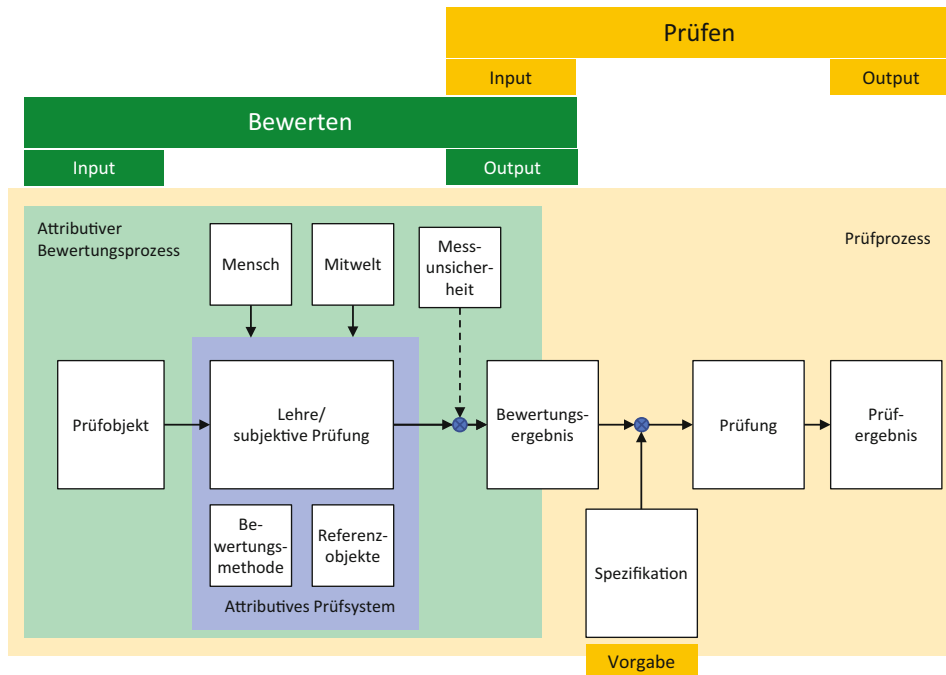 Prüfen
Input
Output
Bewerten
Input
Output
Attributiver
Bewertungsprozess
Mensch
Mitwelt
Mess-
unsicher-
heit
Prüfprozess
Prüfobjekt
Lehre/
subjektive Prüfung
Bewertungs-
ergebnis
Prüfung
Prüf-
ergebnis
Be-
wertungs-
methode
Referenz-
objekte
Attributives Prüfsystem
Spezifikation
Vorgabe